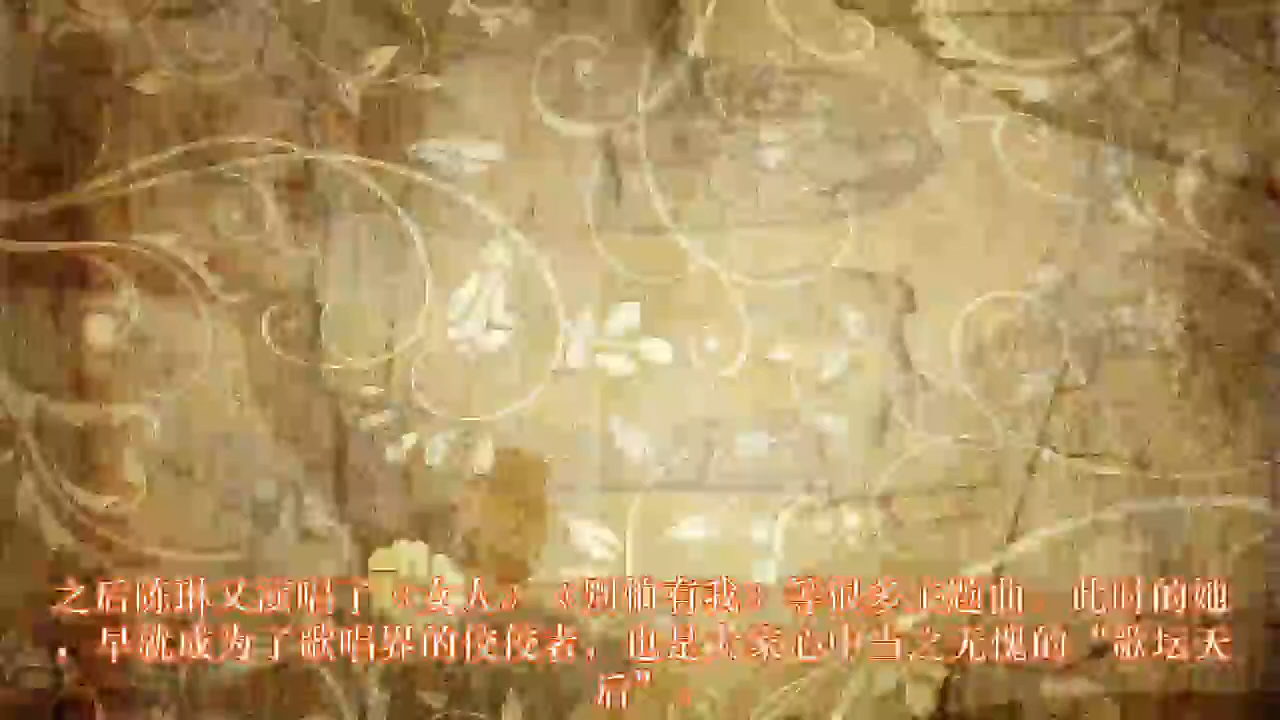 之后陈琳又演唱了《女人》《别怕有我》等很多主题曲，此时的她
，早就成为了歌唱界的佼佼者，也是大家心中当之无愧的“歌坛天
后”。